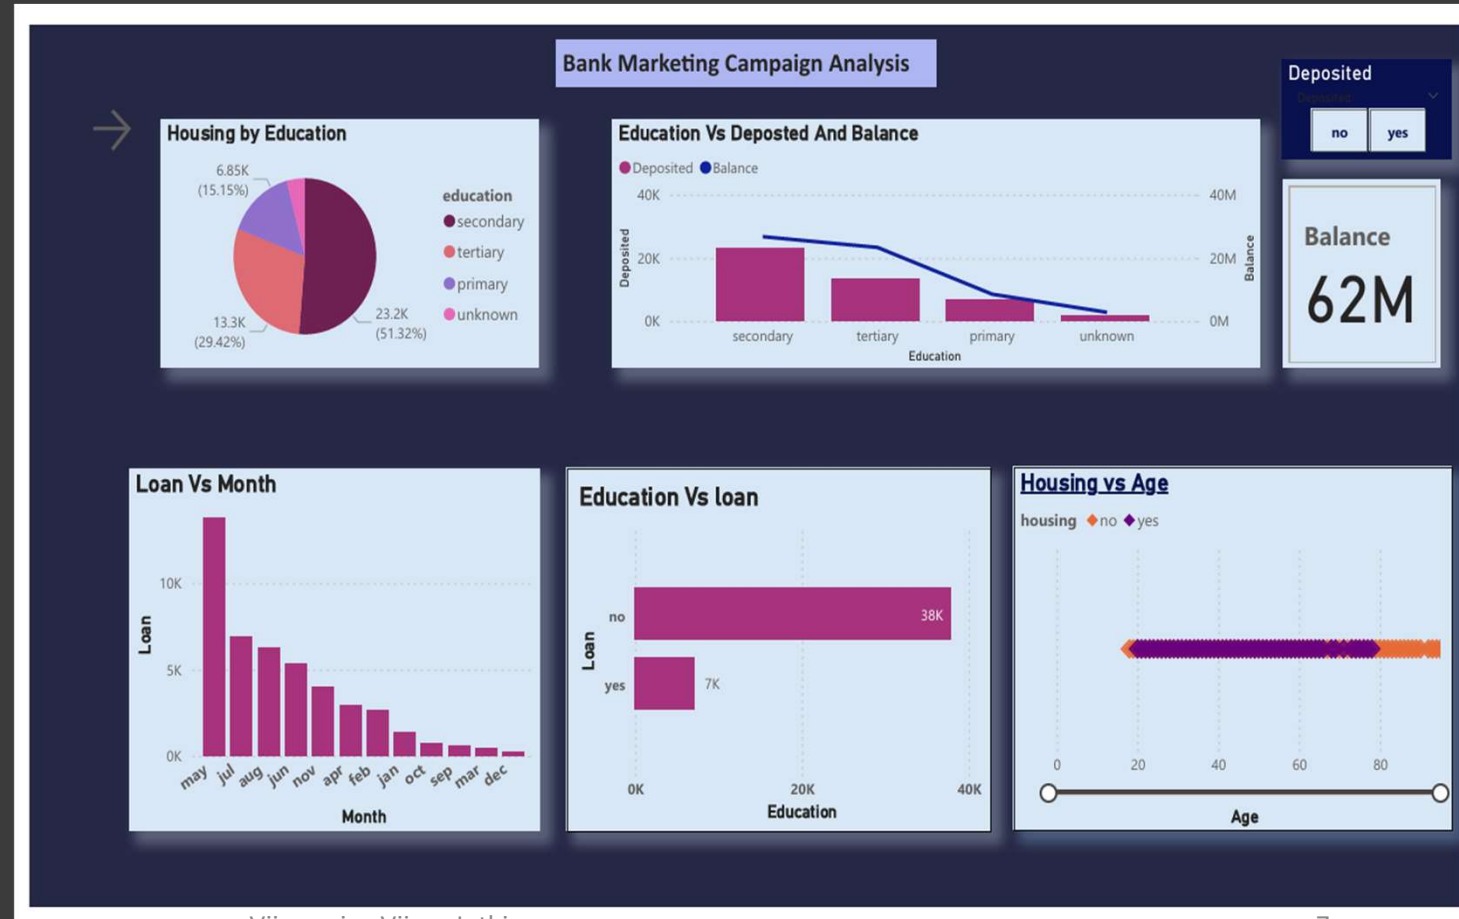 Bank Marketing Campaign Analysis
Deposited
Deposited
no
yes
Housing by Education
6.85K
(15.15%)
13.3K
(29.42%)
23.2K
(51.32%)
education
secondary
tertiary
primary
unknown
Education Vs Deposted And Balance
Deposited Balance
40K
20K
0K
Deposited
40M
20M
0M
Balance
secondary tertiary primary unknown
Education
Balance
62M
Loan Vs Month
10K
5K
0K
Loan
may jul aug jun nov apr feb jan oct sep mar dec
Month
Education Vs loan
Loan
no 38K
yes 7K
0K 20K 40K
Education
Housing vs Age
housing no yes
0 20 40 60 80
Age